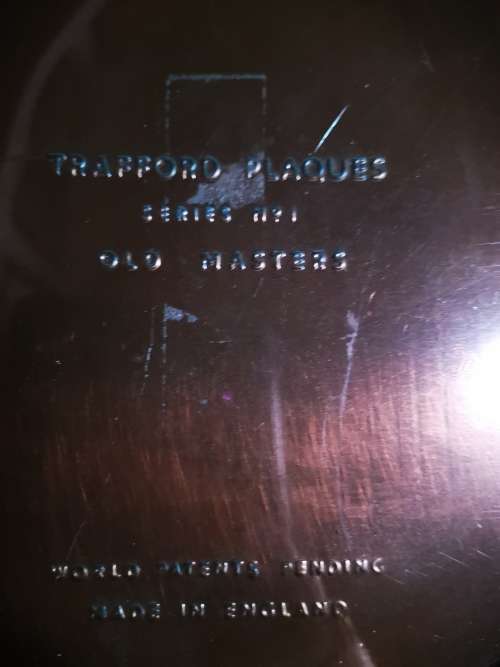 TRAFFORD PLAQUES
SERIES Nº1
OLD MASTERS
WORLD PATENTS PENDING
MADE IN ENGLAND